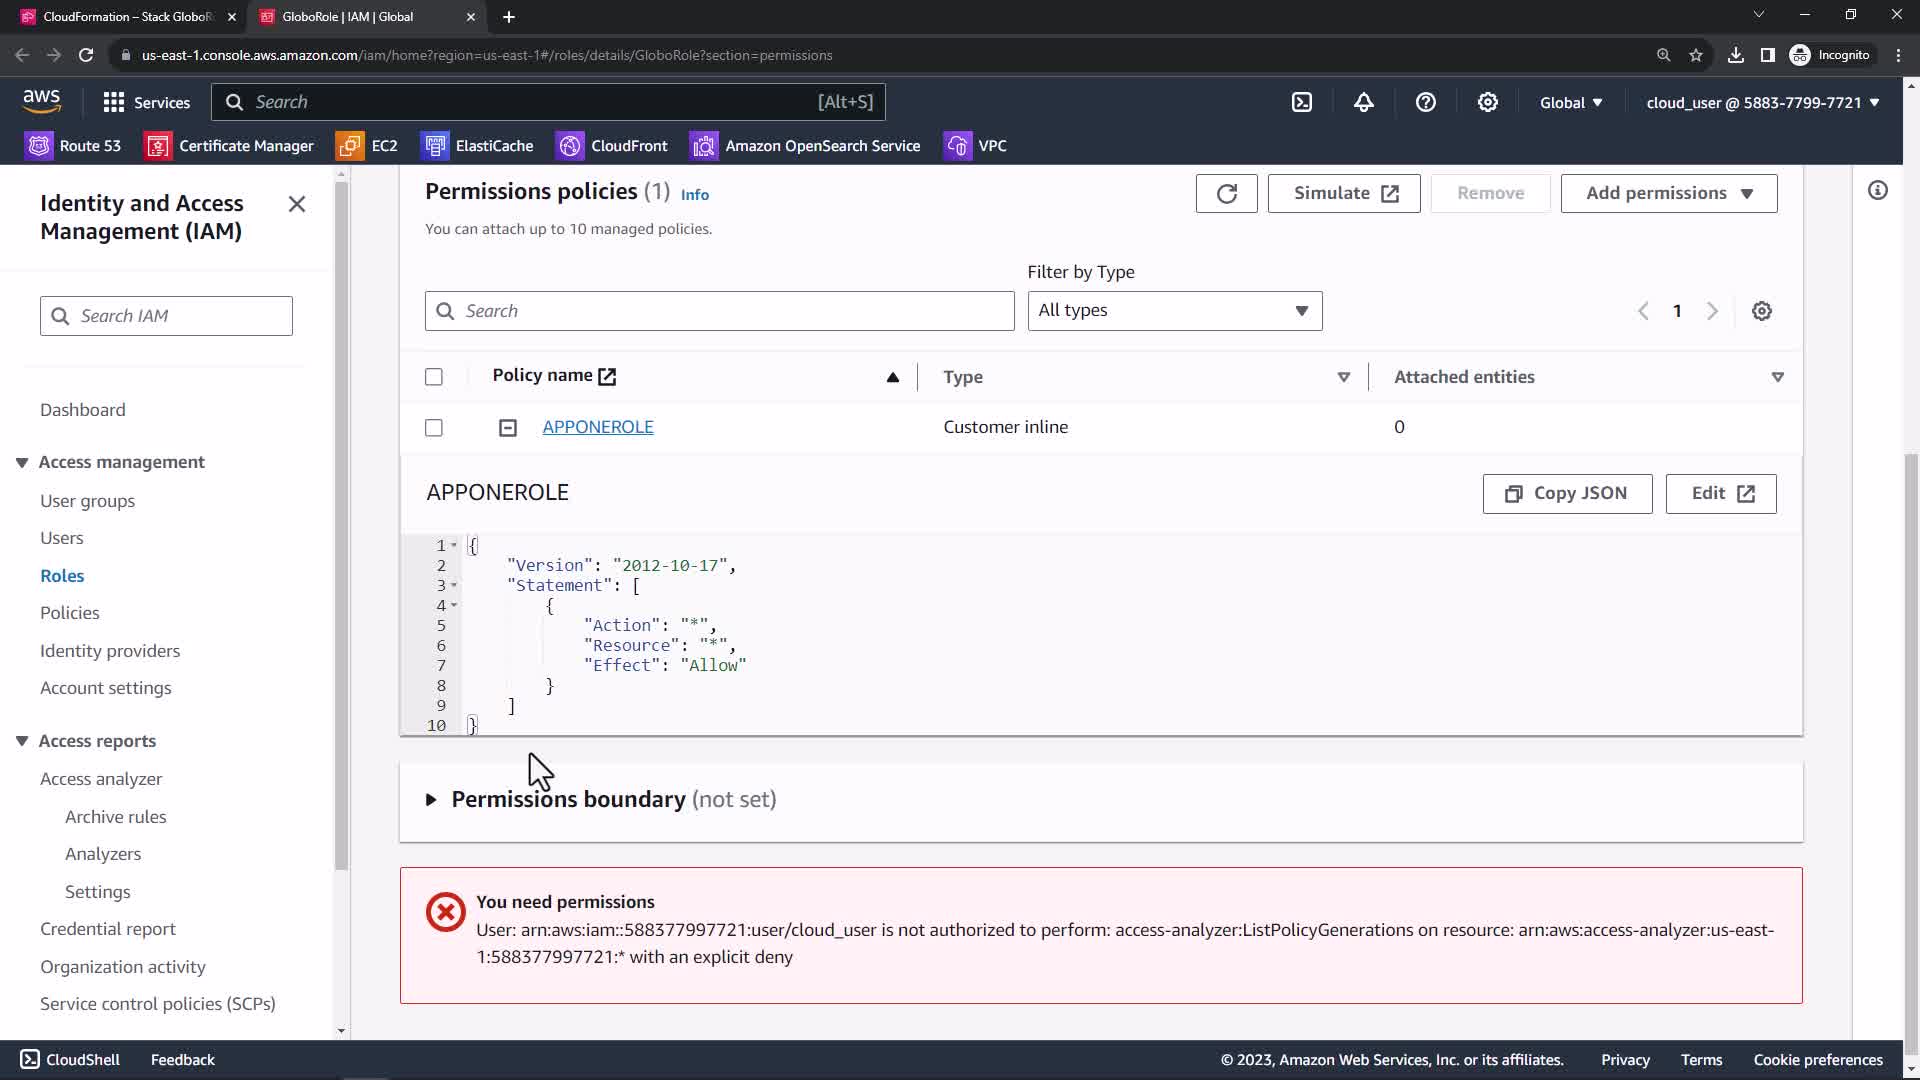 CloudFormation – Stack GloboR
GloboRole | IAM | Global
us-east-1.console.aws.amazon.com/iam/home?region=us-east-1#/roles/details/GloboRole?section=permissions
Incognito
aws
Services
Search
[Alt+S]
Global
cloud_user @ 5883-7799-7721
Route 53
Certificate Manager
EC2
ElastiCache
CloudFront
Amazon OpenSearch Service
VPC
Identity and Access
Management (IAM)
Search IAM
Dashboard
Access management
User groups
Users
Roles
Policies
Identity providers
Account settings
Access reports
Access analyzer
Archive rules
Analyzers
Settings
Credential report
Organization activity
Service control policies (SCPs)
Permissions policies (1) Info
You can attach up to 10 managed policies.
Simulate
Remove
Add permissions
Filter by Type
Search
All types
1
Policy name
Type
Attached entities
APPONEROLE
Customer inline
0
APPONEROLE
Copy JSON
Edit
1 {
2 "Version": "2012-10-17",
3 "Statement": [
4 {
5 "Action": "*",
6 "Resource": "*",
7 "Effect": "Allow"
8 }
9 ]
10 }
Permissions boundary (not set)
You need permissions
User: arn:aws:iam::588377997721:user/cloud_user is not authorized to perform: access-analyzer:ListPolicyGenerations on resource: arn:aws:access-analyzer:us-east-
1:588377997721:* with an explicit deny
CloudShell
Feedback
© 2023, Amazon Web Services, Inc. or its affiliates.
Privacy
Terms
Cookie preferences